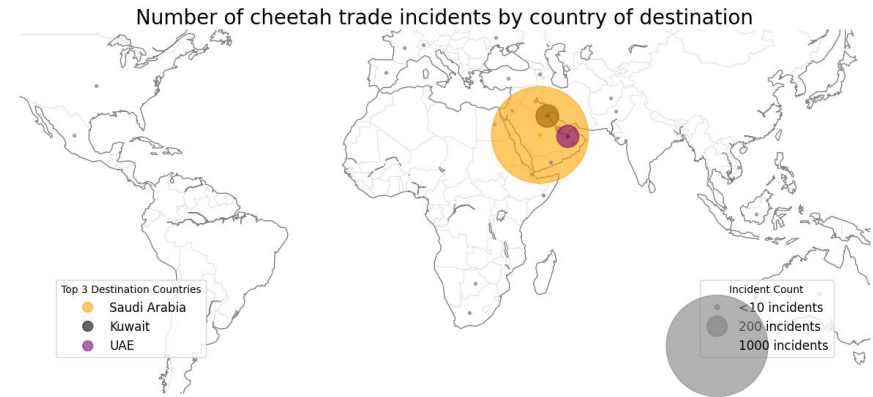 Number of cheetah trade incidents by country of destination
Top 3 Destination Countries
Saudi Arabia
Kuwait
UAE
Incident Count
<10 incidents
200 incidents
1000 incidents